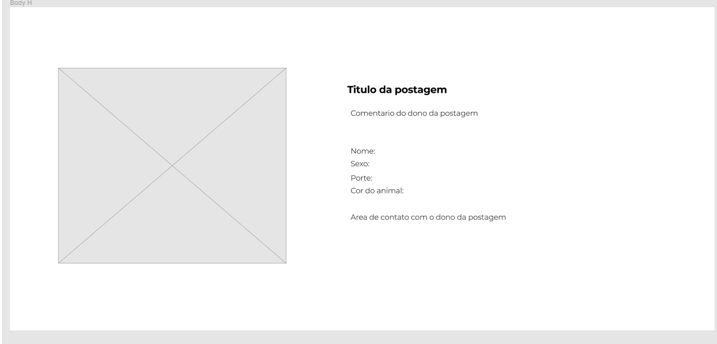 Body H
Titulo da postagem
Comentario do dono da postagem
Nome:
Sexo:
Porte:
Cor do animal:
Area de contato com o dono da postagem